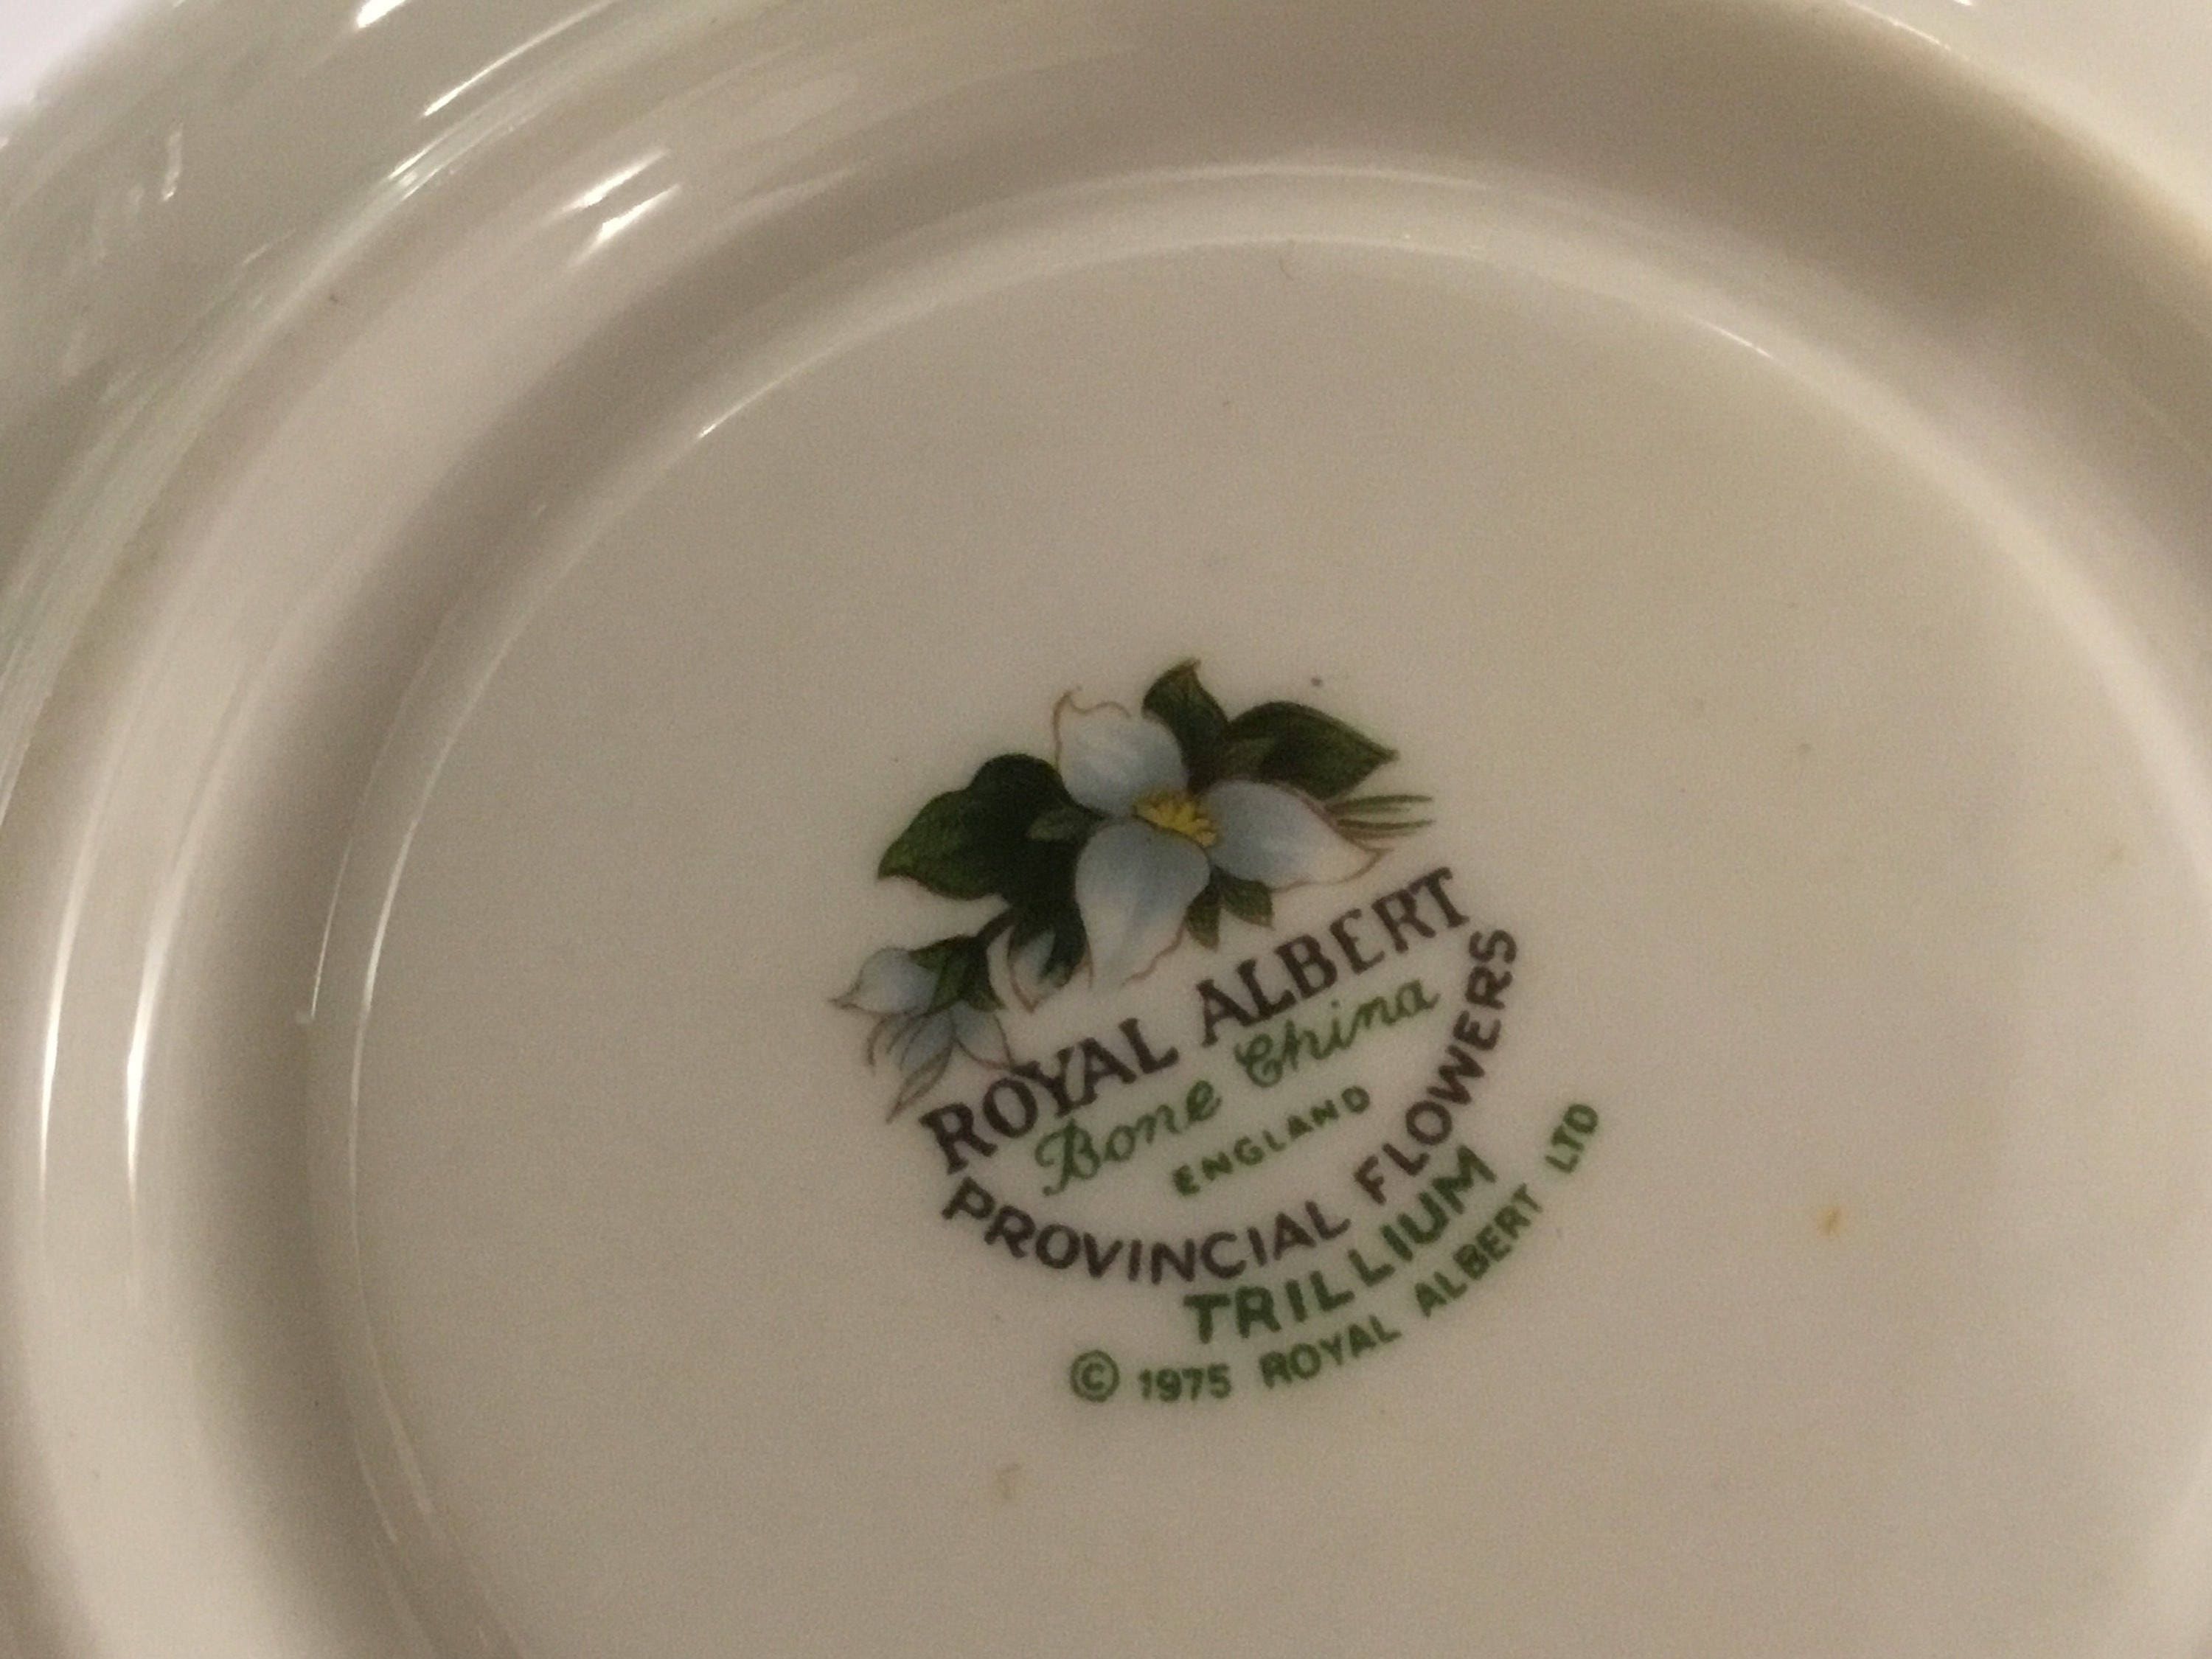 ROYAL ALBERT
Bone China
ENGLAND
PROVINCIAL FLOWERS
TRILLIUM
© 1975 ROYAL ALBERT LTD